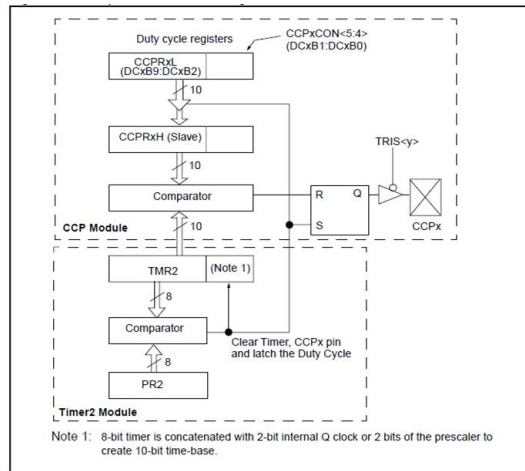 Duty cycle registers
CCPxCON<5:4>
(DCxB1:DCxB0)
CCPRxL
(DCxB9:DCxB2)
10
CCPRxH (Slave)
10
TRIS<y>
Comparator
R
Q
S
CCPx
CCP Module
10
TMR2
(Note 1)
8
Comparator
Clear Timer, CCPx pin
and latch the Duty Cycle
8
PR2
Timer2 Module
Note 1: 8-bit timer is concatenated with 2-bit internal Q clock or 2 bits of the prescaler to
create 10-bit time-base.